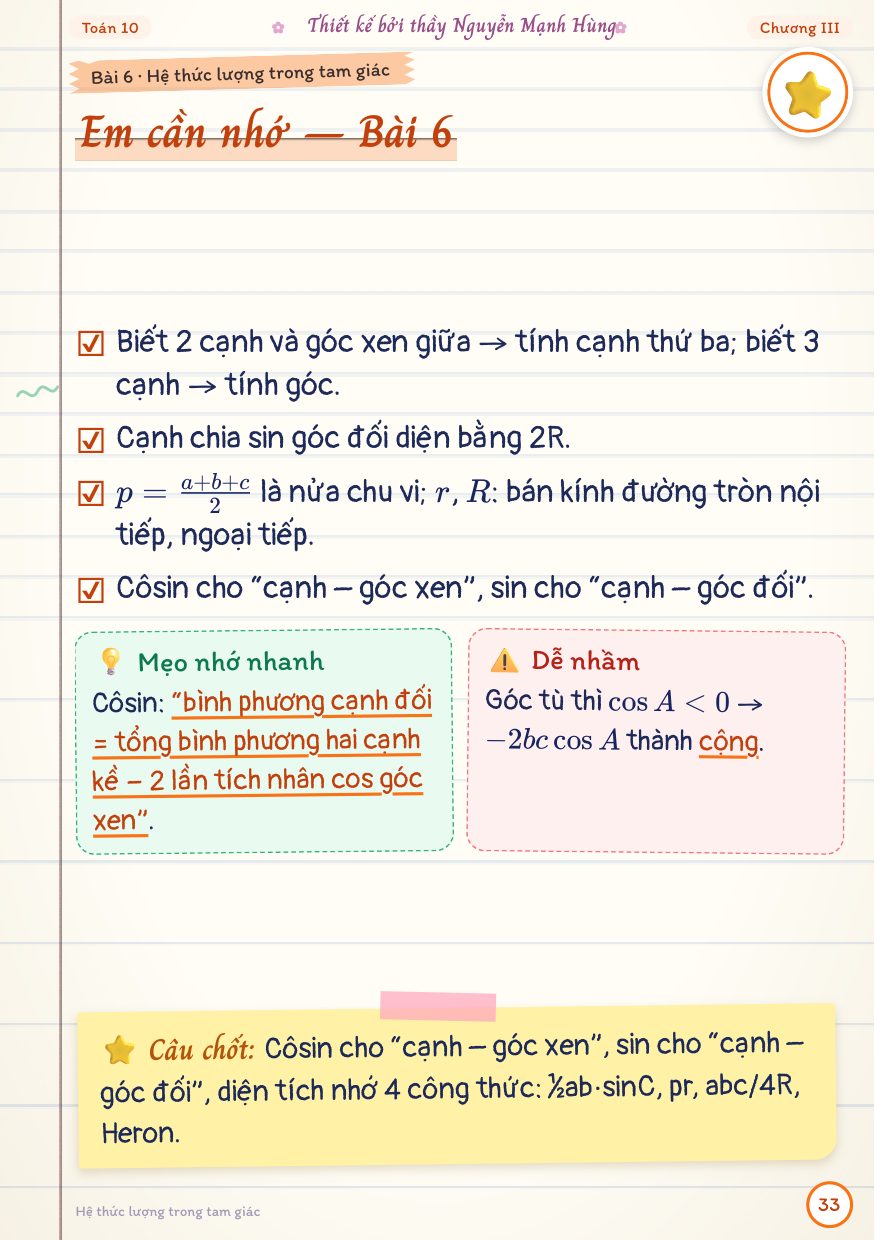 Toán 10
Thiết kế bởi thầy Nguyễn Mạnh Hùng
Chương III
Bài 6 · Hệ thức lượng trong tam giác
Em cần nhớ — Bài 6
Biết 2 cạnh và góc xen giữa → tính cạnh thứ ba; biết 3
cạnh → tính góc.
Cạnh chia sin góc đối diện bằng 2R.
p = (a+b+c)/2 là nửa chu vi; r, R: bán kính đường tròn nội
tiếp, ngoại tiếp.
Côsin cho “cạnh – góc xen”, sin cho “cạnh – góc đối”.
Mẹo nhớ nhanh
Côsin: “bình phương cạnh đối
= tổng bình phương hai cạnh
kề – 2 lần tích nhân cos góc
xen”.
Dễ nhầm
Góc tù thì cos A < 0 →
−2bc cos A thành cộng.
Câu chốt: Côsin cho “cạnh – góc xen”, sin cho “cạnh –
góc đối”, diện tích nhớ 4 công thức: ½ab·sinC, pr, abc/4R,
Heron.
Hệ thức lượng trong tam giác
33